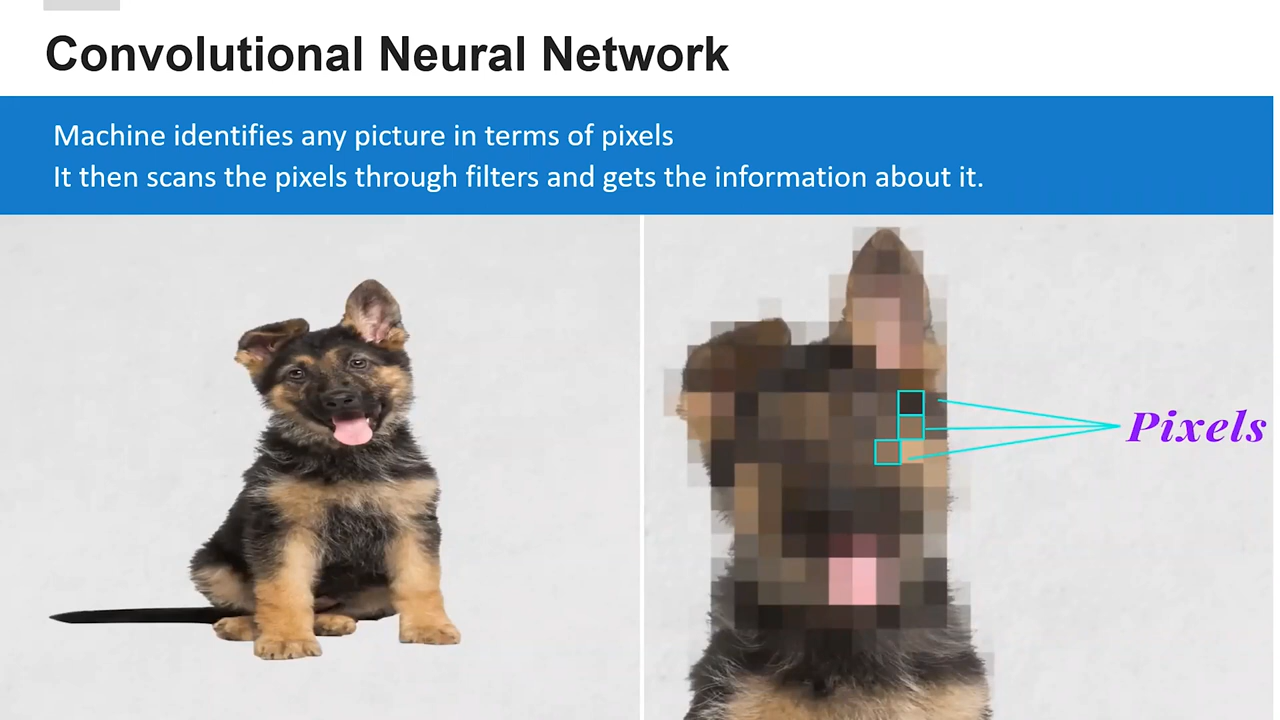 Convolutional Neural Network
Machine identifies any picture in terms of pixels
It then scans the pixels through filters and gets the information about it.
Pixels